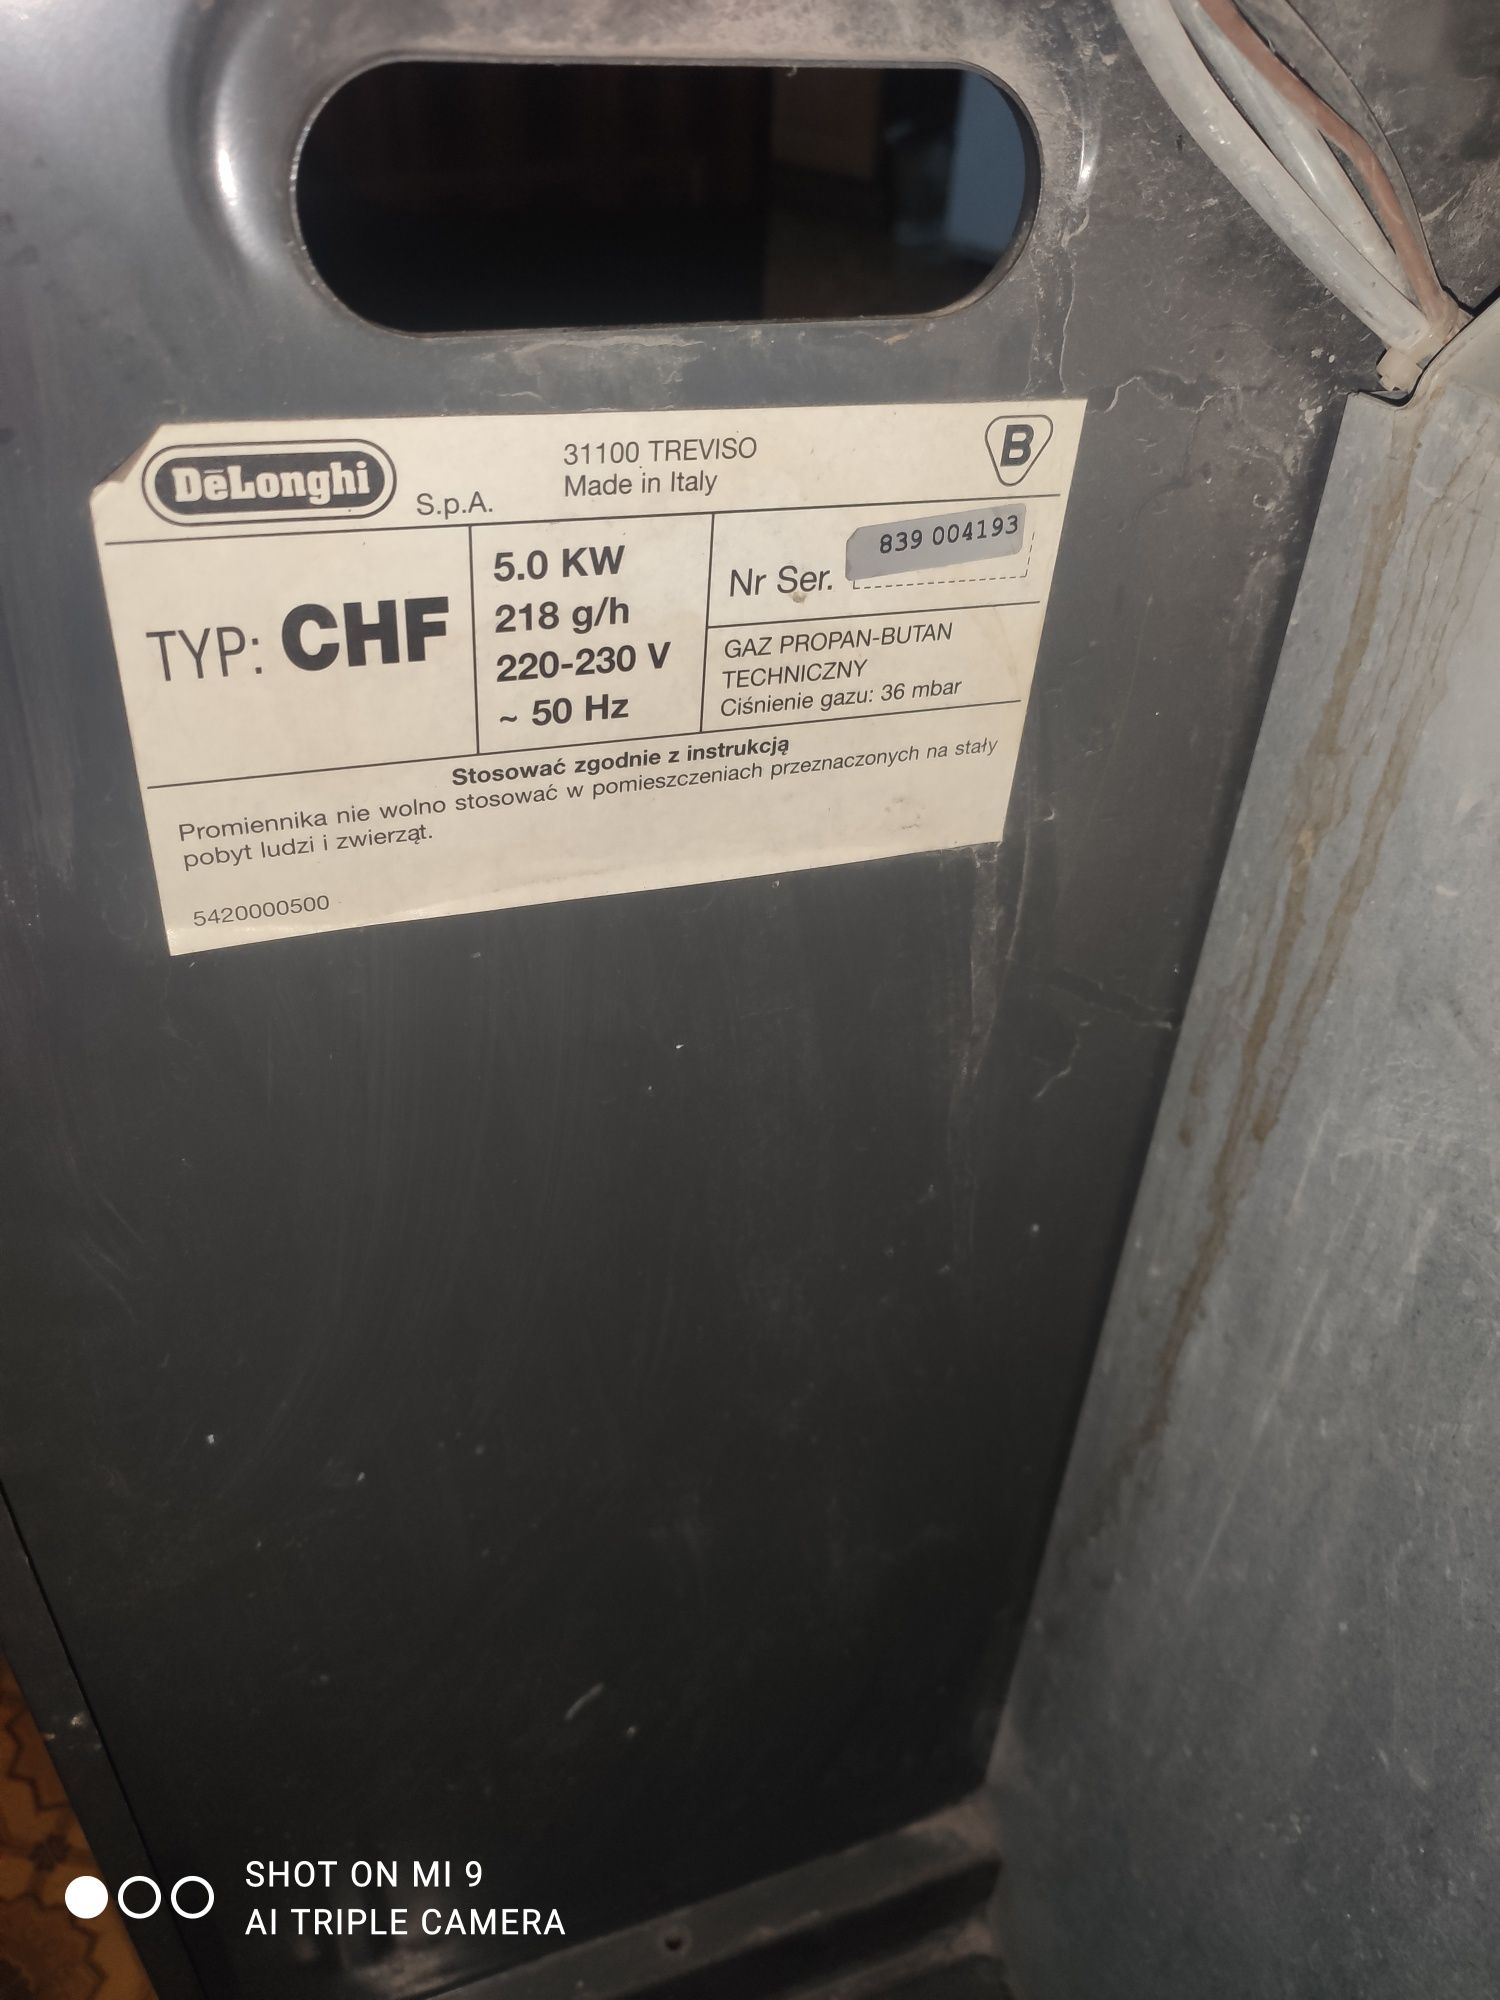 DēLonghi S.p.A.
31100 TREVISO
Made in Italy
B
TYP: CHF
5.0 KW
218 g/h
220-230 V
~ 50 Hz
Nr Ser. 839 004193
GAZ PROPAN-BUTAN
TECHNICZNY
Ciśnienie gazu: 36 mbar
Stosować zgodnie z instrukcją
Promiennika nie wolno stosować w pomieszczeniach przeznaczonych na stały
pobyt ludzi i zwierząt.
5420000500
SHOT ON MI 9
AI TRIPLE CAMERA